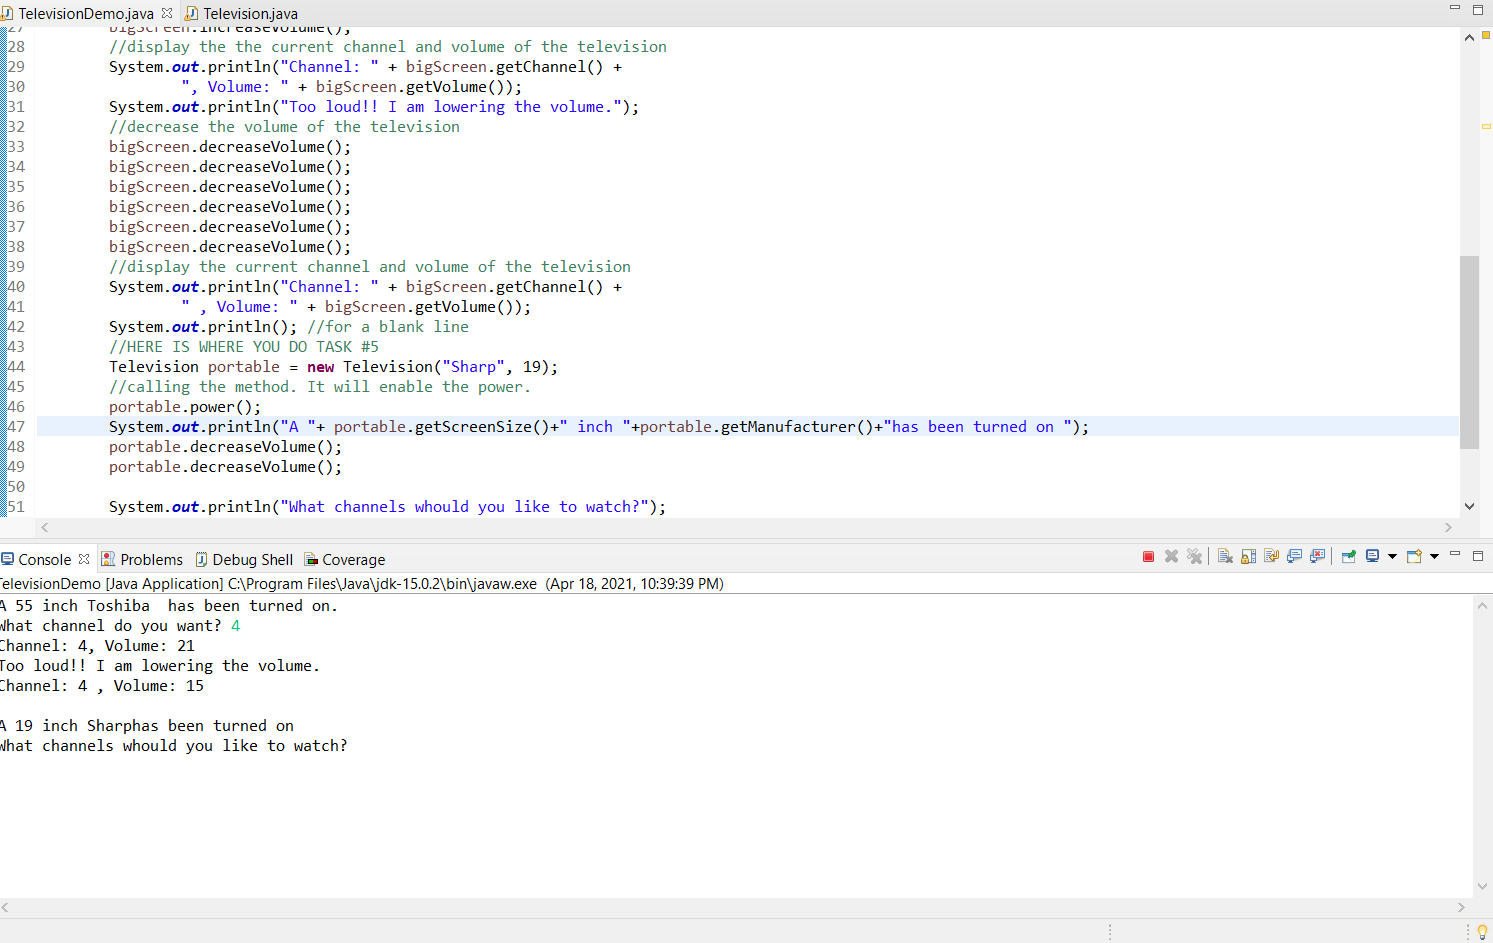 TelevisionDemo.java Television.java
27 bigScreen.increaseVolume();
28 //display the the current channel and volume of the television
29 System.out.println("Channel: " + bigScreen.getChannel() +
30 ", Volume: " + bigScreen.getVolume());
31 System.out.println("Too loud!! I am lowering the volume.");
32 //decrease the volume of the television
33 bigScreen.decreaseVolume();
34 bigScreen.decreaseVolume();
35 bigScreen.decreaseVolume();
36 bigScreen.decreaseVolume();
37 bigScreen.decreaseVolume();
38 bigScreen.decreaseVolume();
39 //display the current channel and volume of the television
40 System.out.println("Channel: " + bigScreen.getChannel() +
41 " , Volume: " + bigScreen.getVolume());
42 System.out.println(); //for a blank line
43 //HERE IS WHERE YOU DO TASK #5
44 Television portable = new Television("Sharp", 19);
45 //calling the method. It will enable the power.
46 portable.power();
47 System.out.println("A "+ portable.getScreenSize()+" inch "+portable.getManufacturer()+"has been turned on ");
48 portable.decreaseVolume();
49 portable.decreaseVolume();
50
51 System.out.println("What channels whould you like to watch?");
Console Problems Debug Shell Coverage
TelevisionDemo [Java Application] C:\Program Files\Java\jdk-15.0.2\bin\javaw.exe (Apr 18, 2021, 10:39:39 PM)
A 55 inch Toshiba  has been turned on.
What channel do you want? 4
Channel: 4, Volume: 21
Too loud!! I am lowering the volume.
Channel: 4 , Volume: 15
A 19 inch Sharphas been turned on
What channels whould you like to watch?